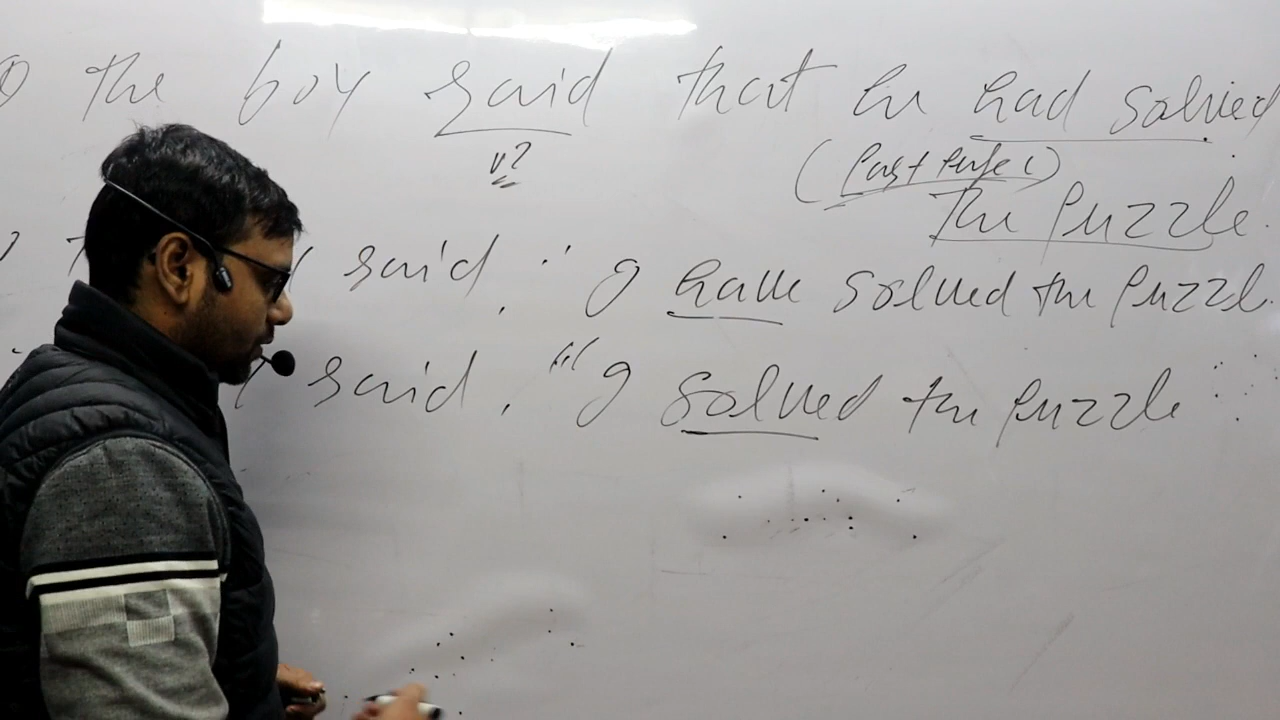 the boy said that he had solved
v2
(Past Perfect)
the Puzzle.
said, " I have solved the Puzzle.
said, " I solved the Puzzle